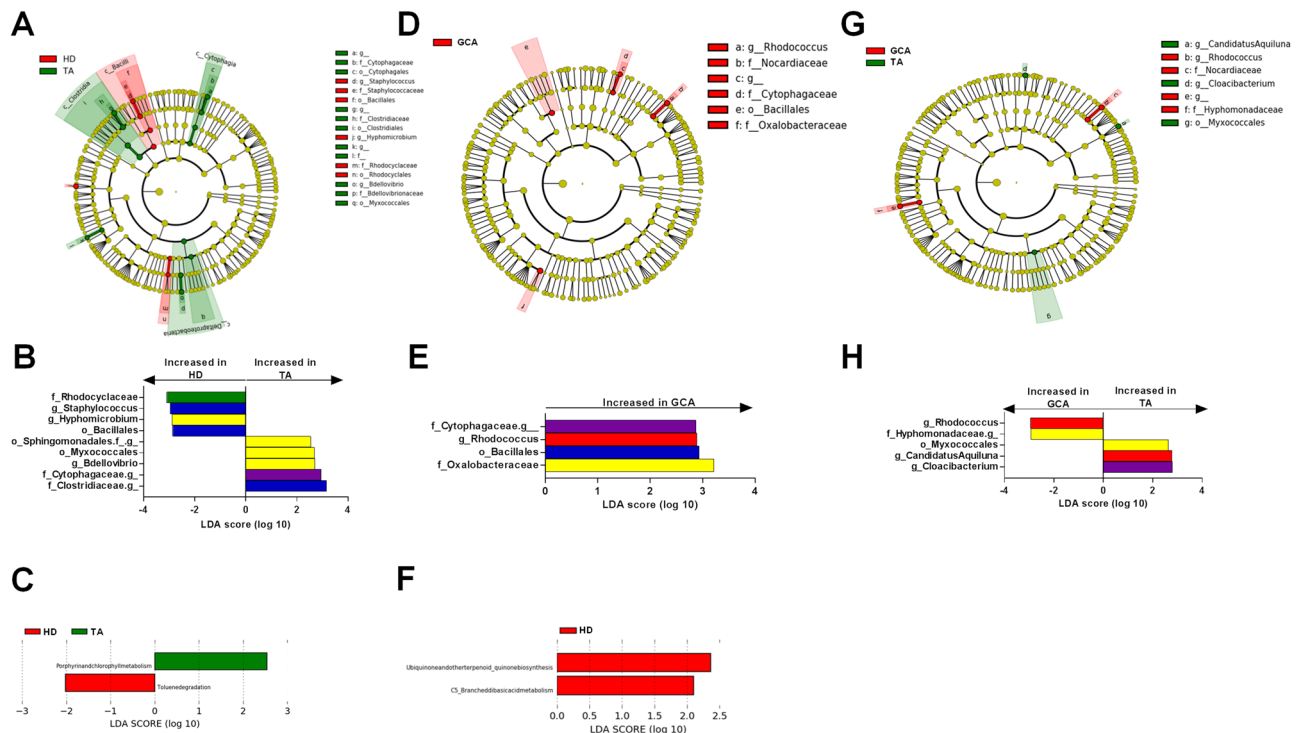 A
HD
TA
c__Cytophagia
c__Bacilli
c__Clostridia
c__Deltaproteobacteria
a: g__
b: f__Cytophagaceae
c: o__Cytophagales
d: g__Staphylococcus
e: f__Staphylococcaceae
f: o__Bacillales
g: g__
h: f__Clostridiaceae
i: o__Clostridiales
j: g__Hyphomicrobium
k: g__
l: f__
m: f__Rhodocyclaceae
n: o__Rhodocyclales
o: g__Bdellovibrio
p: f__Bdellovibrionaceae
q: o__Myxococcales
D
GCA
a: g__Rhodococcus
b: f__Nocardiaceae
c: g__
d: f__Cytophagaceae
e: o__Bacillales
f: f__Oxalobacteraceae
G
GCA
TA
a: g__CandidatusAquiluna
b: g__Rhodococcus
c: f__Nocardiaceae
d: g__Cloacibacterium
e: g__
f: f__Hyphomonadaceae
g: o__Myxococcales
B
Increased in HD
Increased in TA
f_Rhodocyclaceae
g_Staphylococcus
g_Hyphomicrobium
o_Bacillales
o_Sphingomonadales.f_.g_
o_Myxococcales
g_Bdellovibrio
f_Cytophagaceae.g_
f_Clostridiaceae.g_
-4 -2 0 2 4
LDA score (log 10)
E
Increased in GCA
f_Cytophagaceae.g__
g_Rhodococcus
o_Bacillales
f_Oxalobacteraceae
0 1 2 3 4
LDA score (log 10)
H
Increased in GCA
Increased in TA
g_Rhodococcus
f_Hyphomonadaceae.g_
o_Myxococcales
g_CandidatusAquiluna
g_Cloacibacterium
-4 -2 0 2 4
LDA score (log 10)
C
HD
TA
Porphyrinandchlorophyllmetabolism
Toluenedegradation
−3 −2 −1 0 1 2 3
LDA SCORE (log 10)
F
HD
Ubiquinoneandotherterpenoid_quinonebiosynthesis
C5_Brancheddibasicacidmetabolism
0.0 0.5 1.0 1.5 2.0 2.5
LDA SCORE (log 10)